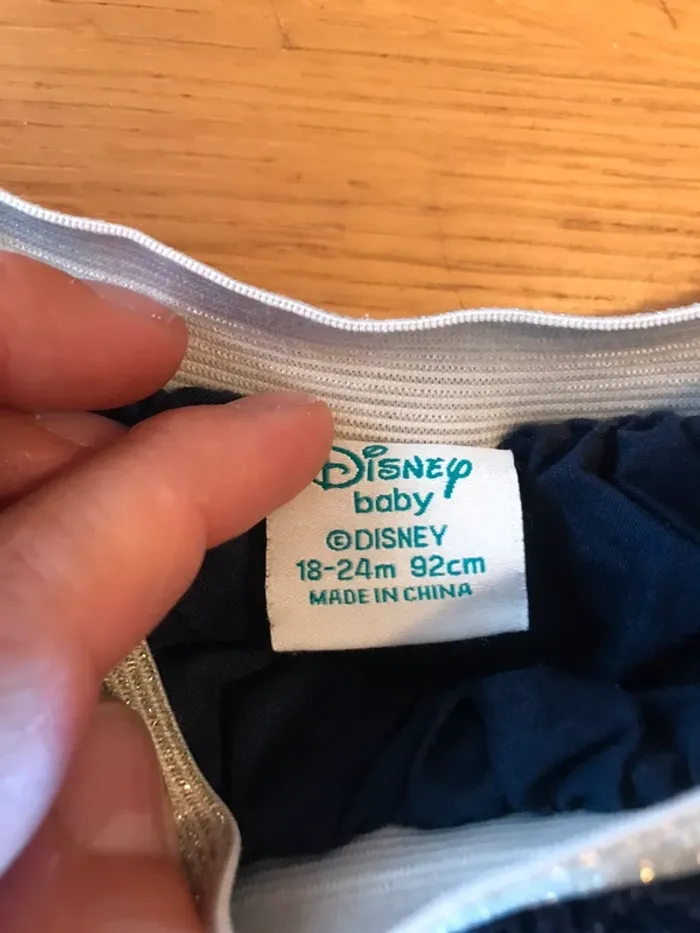 Disney
baby
©DISNEY
18-24m 92cm
MADE IN CHINA